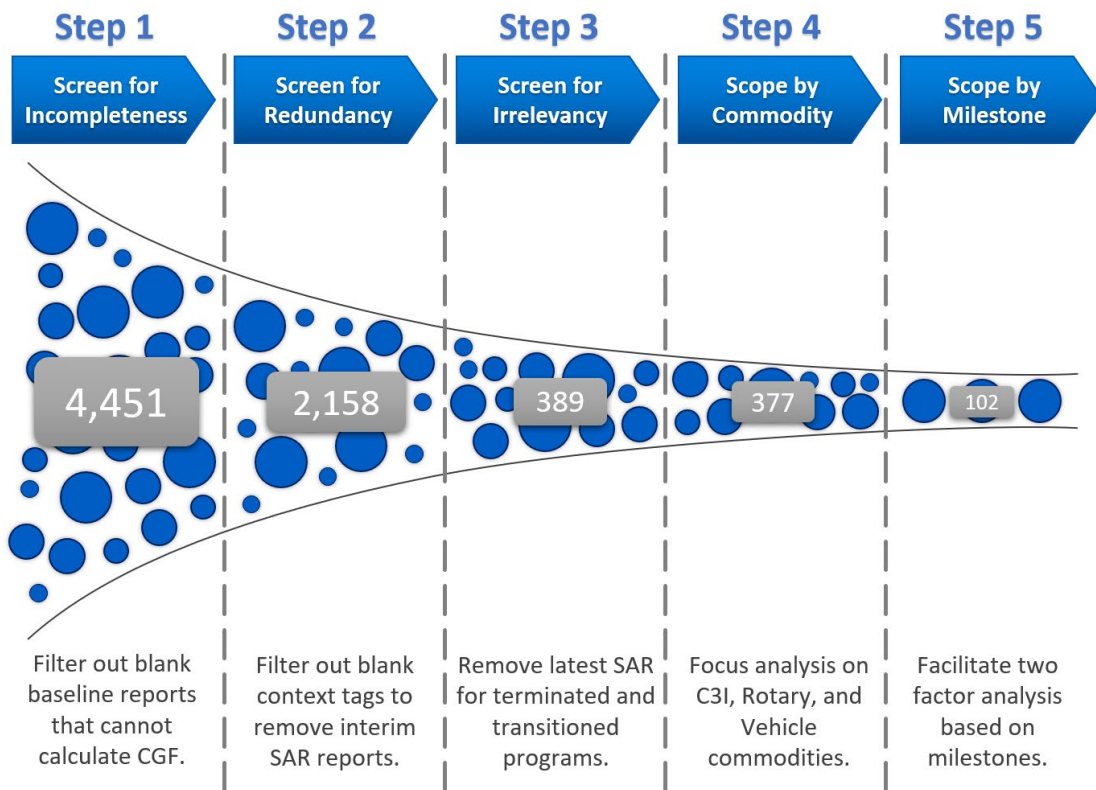 Step 1
Step 2
Step 3
Step 4
Step 5
Screen for
Incompleteness
Screen for
Redundancy
Screen for
Irrelevancy
Scope by
Commodity
Scope by
Milestone
4,451
2,158
389
377
102
Filter out blank
baseline reports
that cannot
calculate CGF.
Filter out blank
context tags to
remove interim
SAR reports.
Remove latest SAR
for terminated and
transitioned
programs.
Focus analysis on
C3I, Rotary, and
Vehicle
commodities.
Facilitate two
factor analysis
based on
milestones.